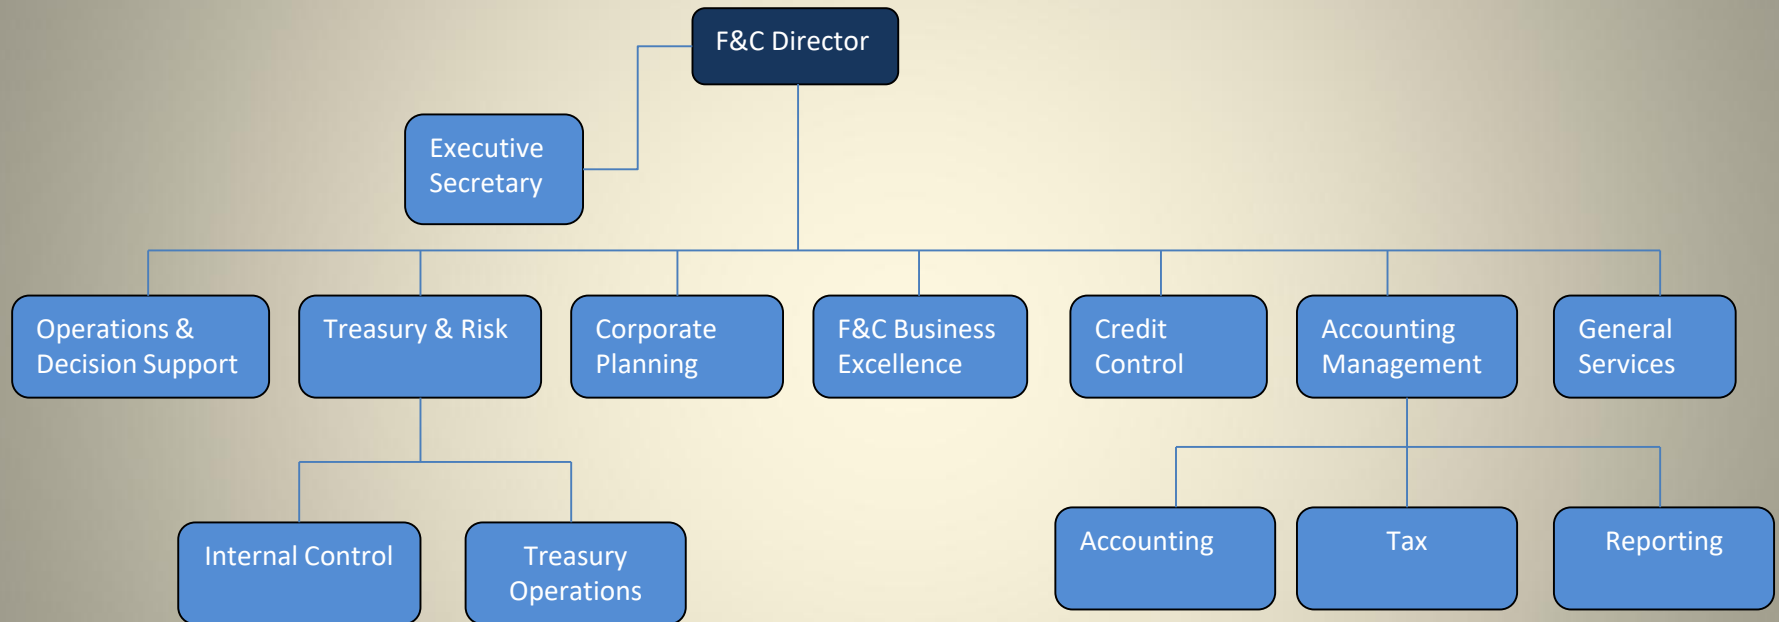 F&C Director
Executive
Secretary
Operations &
Decision Support
Treasury & Risk
Corporate
Planning
F&C Business
Excellence
Credit
Control
Accounting
Management
General
Services
Internal Control
Treasury
Operations
Accounting
Tax
Reporting